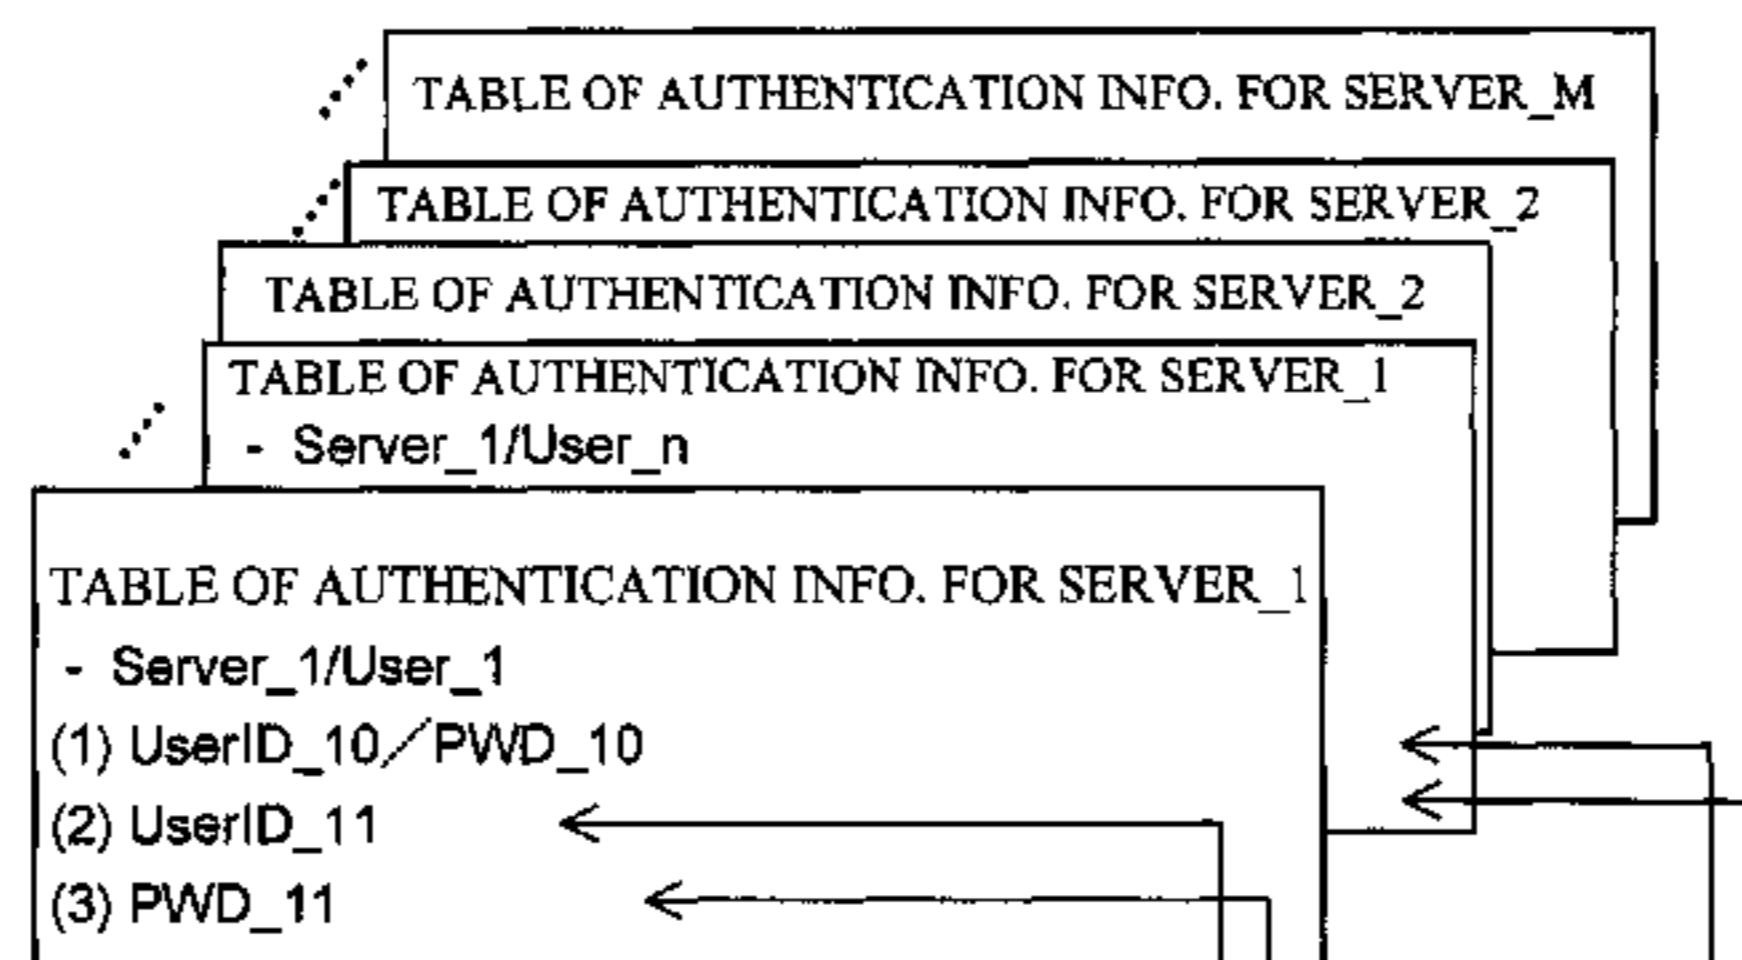 TABLE OF AUTHENTICATION INFO. FOR SERVER_M
TABLE OF AUTHENTICATION INFO. FOR SERVER_2
TABLE OF AUTHENTICATION INFO. FOR SERVER_2
TABLE OF AUTHENTICATION INFO. FOR SERVER_1
- Server_1/User_n
TABLE OF AUTHENTICATION INFO. FOR SERVER_1
- Server_1/User_1
(1) UserID_10/PWD_10
(2) UserID_11
(3) PWD_11